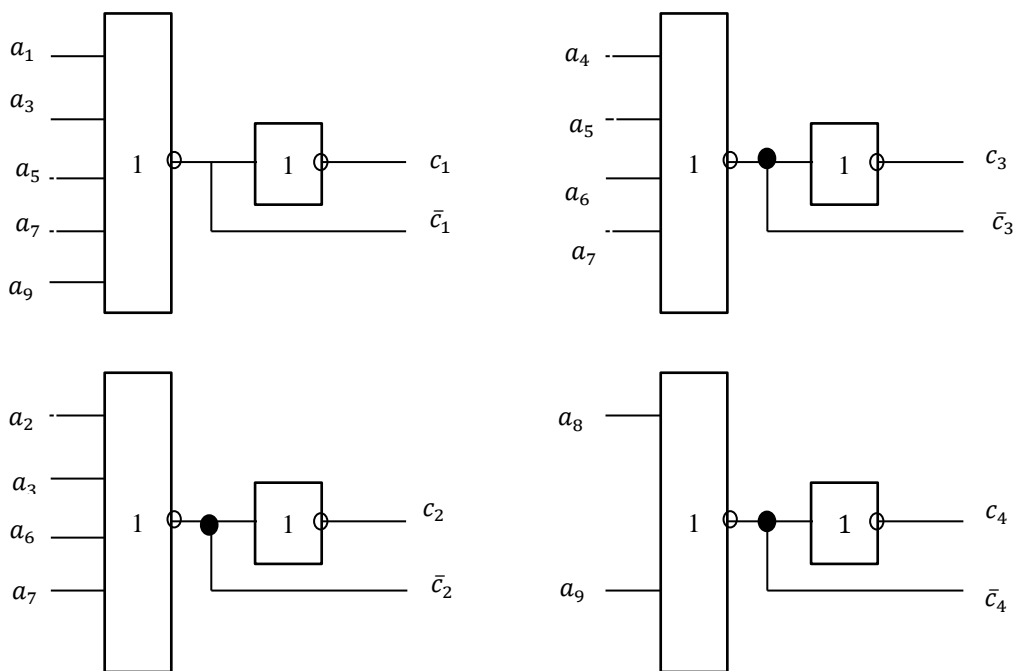 a₁
a₃
a₅
a₇
a₉
1
1
c₁
c̄₁
a₄
a₅
a₆
a₇
1
1
c₃
c̄₃
a₂
a₃
a₆
a₇
1
1
c₂
c̄₂
a₈
a₉
1
1
c₄
c̄₄